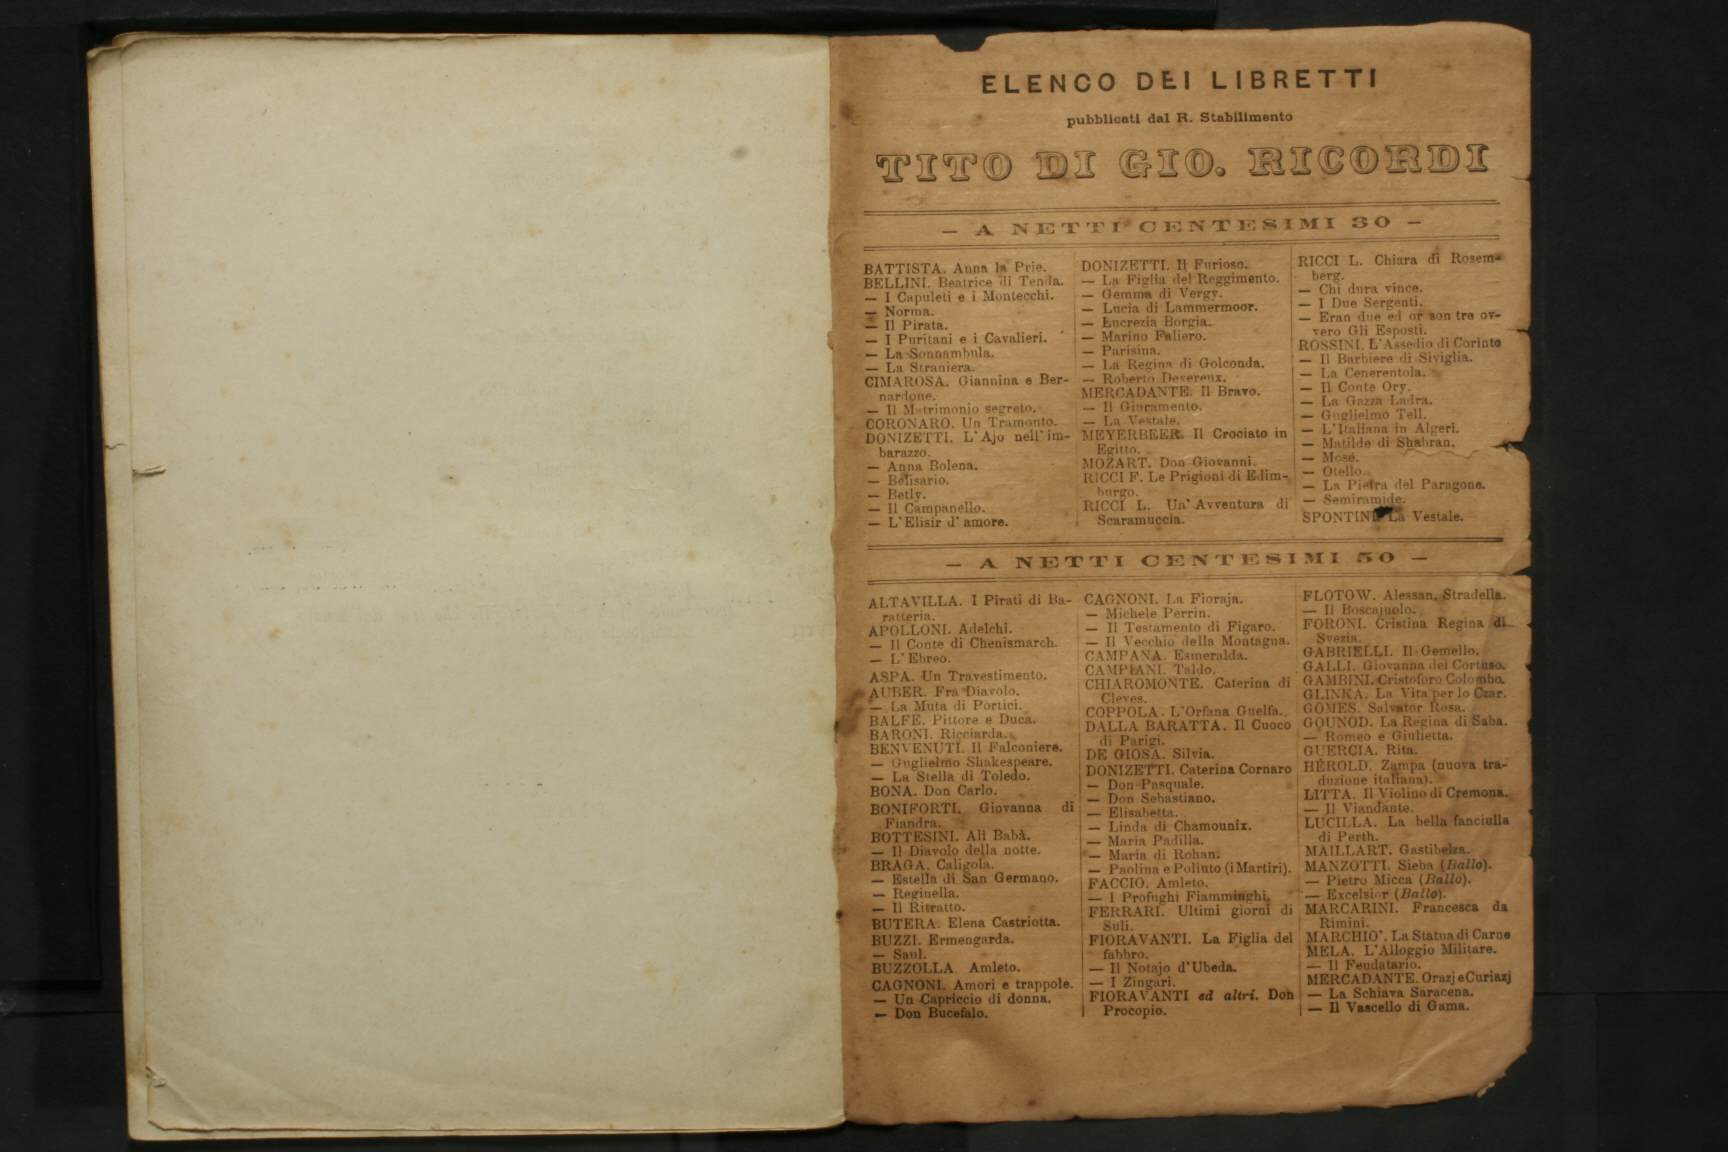 ELENCO DEI LIBRETTI
pubblicati dal R. Stabilimento
TITO DI GIO. RICORDI
— A NETTI CENTESIMI 30 —
BATTISTA. Anna la Prie.
BELLINI. Beatrice di Tenda.
— I Capuleti e i Montecchi.
— Norma.
— Il Pirata.
— I Puritani e i Cavalieri.
— La Sonnambula.
— La Straniera.
CIMAROSA. Giannina e Ber-
nardone.
— Il Matrimonio segreto.
CORONARO. Un Tramonto.
DONIZETTI. L'Ajo nell'im-
barazzo.
— Anna Bolena.
— Belisario.
— Betly.
— Il Campanello.
— L'Elisir d'amore.
DONIZETTI. Il Furioso.
— La Figlia del Reggimento.
— Gemma di Vergy.
— Lucia di Lammermoor.
— Lucrezia Borgia.
— Marino Faliero.
— Parisina.
— La Regina di Golconda.
— Roberto Devereux.
MERCADANTE. Il Bravo.
— Il Giuramento.
— La Vestale.
MEYERBEER. Il Crociato in
Egitto.
MOZART. Don Giovanni.
RICCI F. Le Prigioni di Edim-
burgo.
RICCI L. Un'Avventura di
Scaramuccia.
RICCI L. Chiara di Rosem-
berg.
— Chi dura vince.
— I Due Sergenti.
— Eran due ed or son tre ov-
vero Gli Esposti.
ROSSINI. L'Assedio di Corinto
— Il Barbiere di Siviglia.
— La Cenerentola.
— Il Conte Ory.
— La Gazza Ladra.
— Guglielmo Tell.
— L'Italiana in Algeri.
— Matilde di Shabran.
— Mosé.
— Otello.
— La Pietra del Paragone.
— Semiramide.
SPONTINI. La Vestale.
— A NETTI CENTESIMI 50 —
ALTAVILLA. I Pirati di Ba-
ratteria.
APOLLONI. Adelchi.
— Il Conte di Chenismarch.
— L'Ebreo.
ASPA. Un Travestimento.
AUBER. Fra Diavolo.
— La Muta di Portici.
BALFE. Pittore e Duca.
BARONI. Ricciarda.
BENVENUTI. Il Falconiere.
— Guglielmo Shakespeare.
— La Stella di Toledo.
BONA. Don Carlo.
BONIFORTI. Giovanna di
Fiandra.
BOTTESINI. Alì Babà.
— Il Diavolo della notte.
BRAGA. Caligola.
— Estella di San Germano.
— Reginella.
— Il Ritratto.
BUTERA. Elena Castriotta.
BUZZI. Ermengarda.
— Saul.
BUZZOLLA. Amleto.
CAGNONI. Amori e trappole.
— Un Capriccio di donna.
— Don Bucefalo.
CAGNONI. La Fioraja.
— Michele Perrin.
— Il Testamento di Figaro.
— Il Vecchio della Montagna.
CAMPANA. Esmeralda.
CAMPIANI. Taldo.
CHIAROMONTE. Caterina di
Cleves.
COPPOLA. L'Orfana Guelfa.
DALLA BARATTA. Il Cuoco
di Parigi.
DE GIOSA. Silvia.
DONIZETTI. Caterina Cornaro
— Don Pasquale.
— Don Sebastiano.
— Elisabetta.
— Linda di Chamounix.
— Maria Padilla.
— Maria di Rohan.
— Paolina e Poliuto (i Martiri).
FACCIO. Amleto.
— I Profughi Fiamminghi.
FERRARI. Ultimi giorni di
Suli.
FIORAVANTI. La Figlia del
fabbro.
— Il Notajo d'Ubeda.
— I Zingari.
FIORAVANTI ed altri. Don
Procopio.
FLOTOW. Alessan. Stradella.
— Il Boscajuolo.
FORONI. Cristina Regina di
Svezia.
GABRIELLI. Il Gemello.
GALLI. Giovanna dei Cortuso.
GAMBINI. Cristoforo Colombo.
GLINKA. La Vita per lo Czar.
GOMES. Salvator Rosa.
GOUNOD. La Regina di Saba.
— Romeo e Giulietta.
GUERCIA. Rita.
HÉROLD. Zampa (nuova tra-
duzione italiana).
LITTA. Il Violino di Cremona.
— Il Viandante.
LUCILLA. La bella fanciulla
di Perth.
MAILLART. Gastibelza.
MANZOTTI. Sieba (Ballo).
— Pietro Micca (Ballo).
— Excelsior (Ballo).
MARCARINI. Francesca da
Rimini.
MARCHIO'. La Statua di Carne
MELA. L'Alloggio Militare.
— Il Feudatario.
MERCADANTE. Orazj e Curiazj
— La Schiava Saracena.
— Il Vascello di Gama.